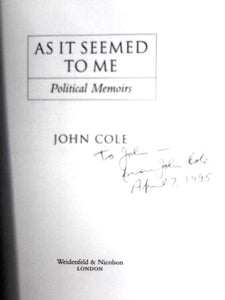 AS IT SEEMED
TO ME
Political Memoirs
JOHN COLE
To John –
from John Cole
April 7, 1995
Weidenfeld & Nicolson
LONDON